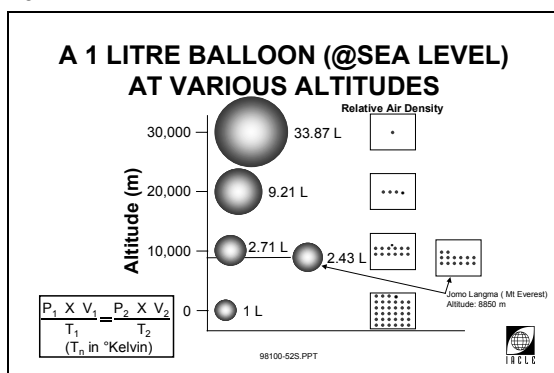 A 1 LITRE BALLOON (@SEA LEVEL)
AT VARIOUS ALTITUDES
Relative Air Density
Altitude (m)
30,000
33.87 L
20,000
9.21 L
10,000
2.71 L
2.43 L
Jomo Langma ( Mt Everest)
Altitude: 8850 m
0
1 L
P₁ X V₁ = P₂ X V₂
T₁ T₂
(Tₙ in °Kelvin)
98100-52S.PPT
IACLC